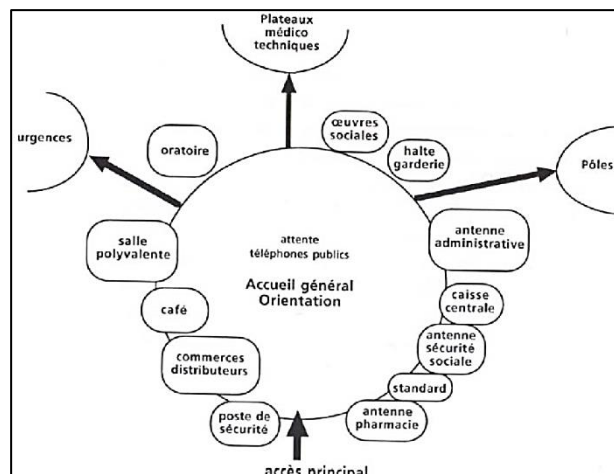 Plateaux
médico
techniques
urgences
oratoire
œuvres
sociales
halte
garderie
Pôles
salle
polyvalente
attente
téléphones publics
Accueil général
Orientation
antenne
administrative
café
caisse
centrale
commerces
distributeurs
antenne
sécurité
sociale
standard
poste de
sécurité
antenne
pharmacie
accès principal